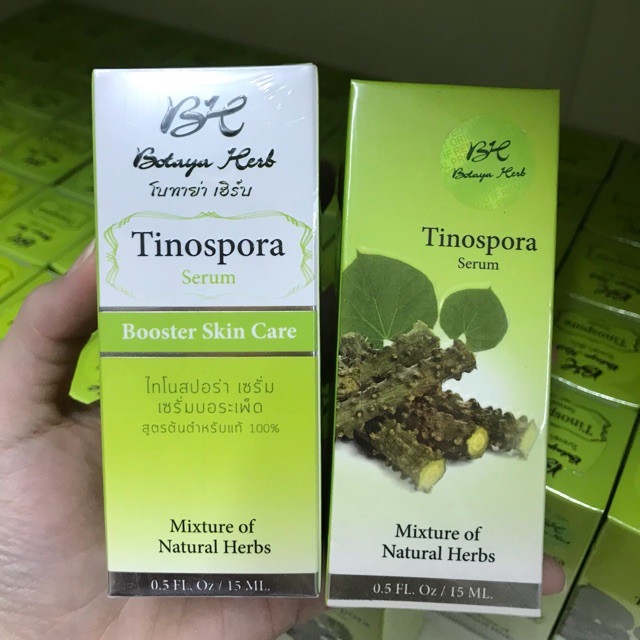 BH
Botaya Herb
โบทาย่า เฮิร์บ
Tinospora
Serum
Booster Skin Care
ไทโนสปอร่า เซรั่ม
เซรั่มบอระเพ็ด
สูตรต้นตำหรับแท้ 100%
Mixture of
Natural Herbs
0.5 FL. Oz / 15 ML.
BH
Botaya Herb
Tinospora
Serum
Mixture of
Natural Herbs
0.5 FL. Oz / 15 ML.
Tinospora
Tinospora